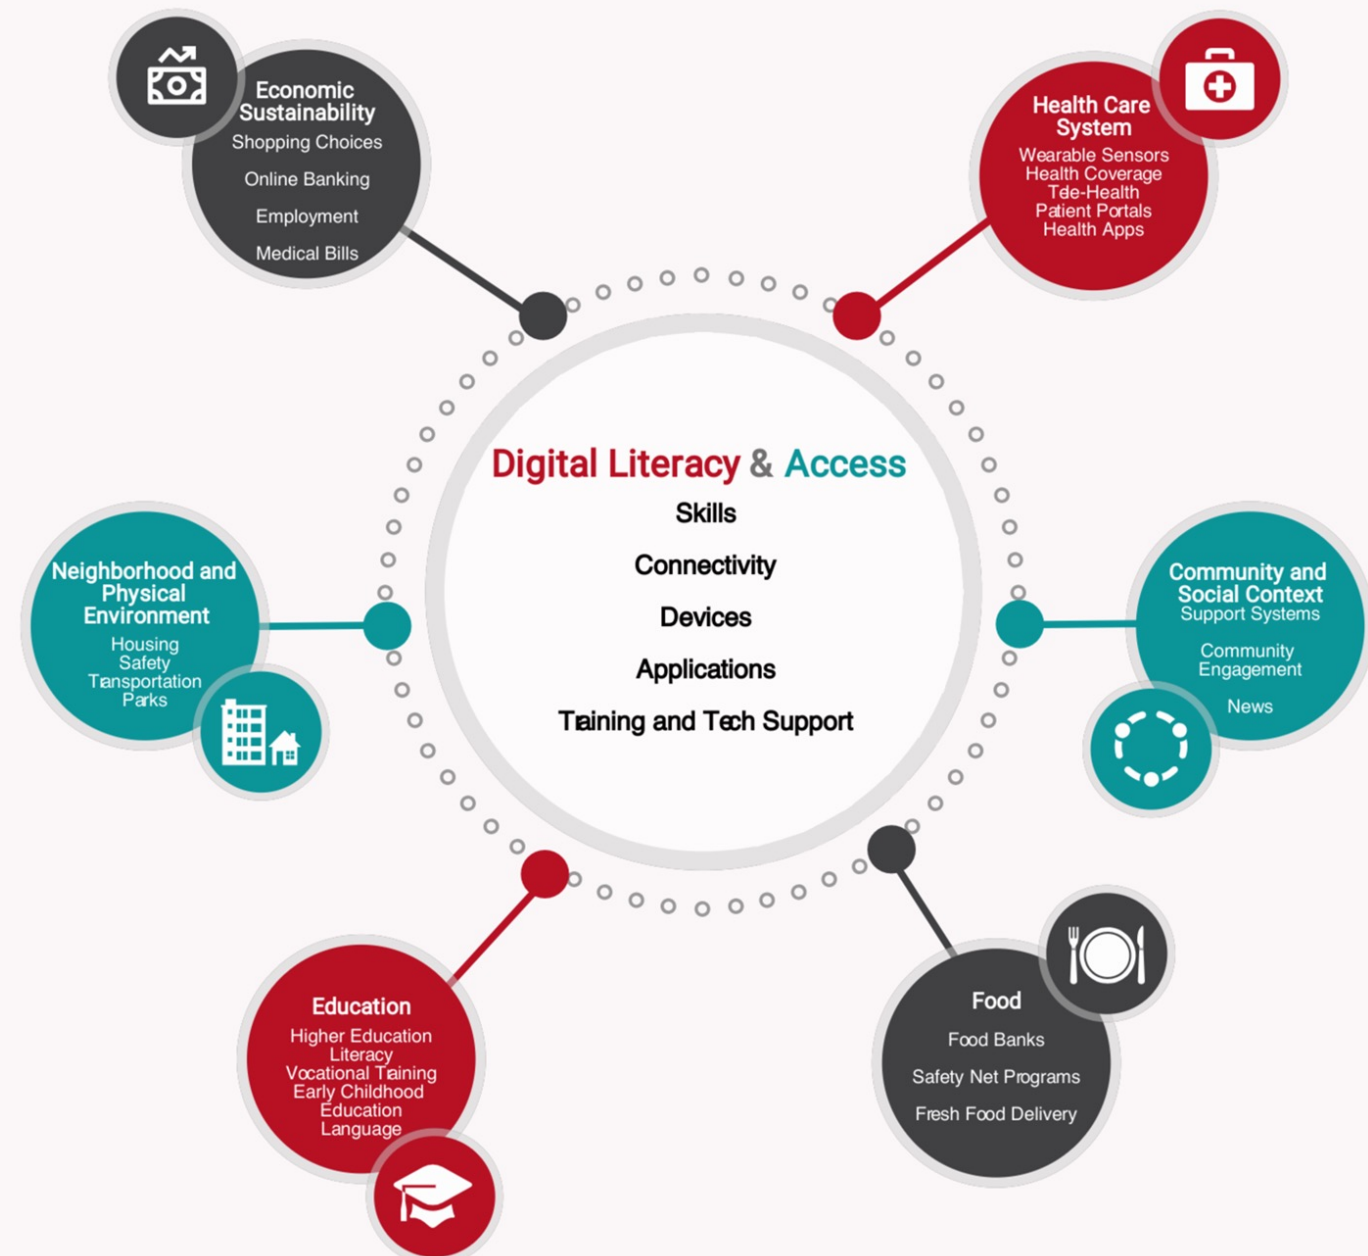 Economic
Sustainability
Shopping Choices
Online Banking
Employment
Medical Bills
Health Care
System
Wearable Sensors
Health Coverage
Tele-Health
Patient Portals
Health Apps
Digital Literacy & Access
Skills
Connectivity
Devices
Applications
Training and Tech Support
Neighborhood and
Physical
Environment
Housing
Safety
Transportation
Parks
Community and
Social Context
Support Systems
Community
Engagement
News
Education
Higher Education
Literacy
Vocational Training
Early Childhood
Education
Language
Food
Food Banks
Safety Net Programs
Fresh Food Delivery